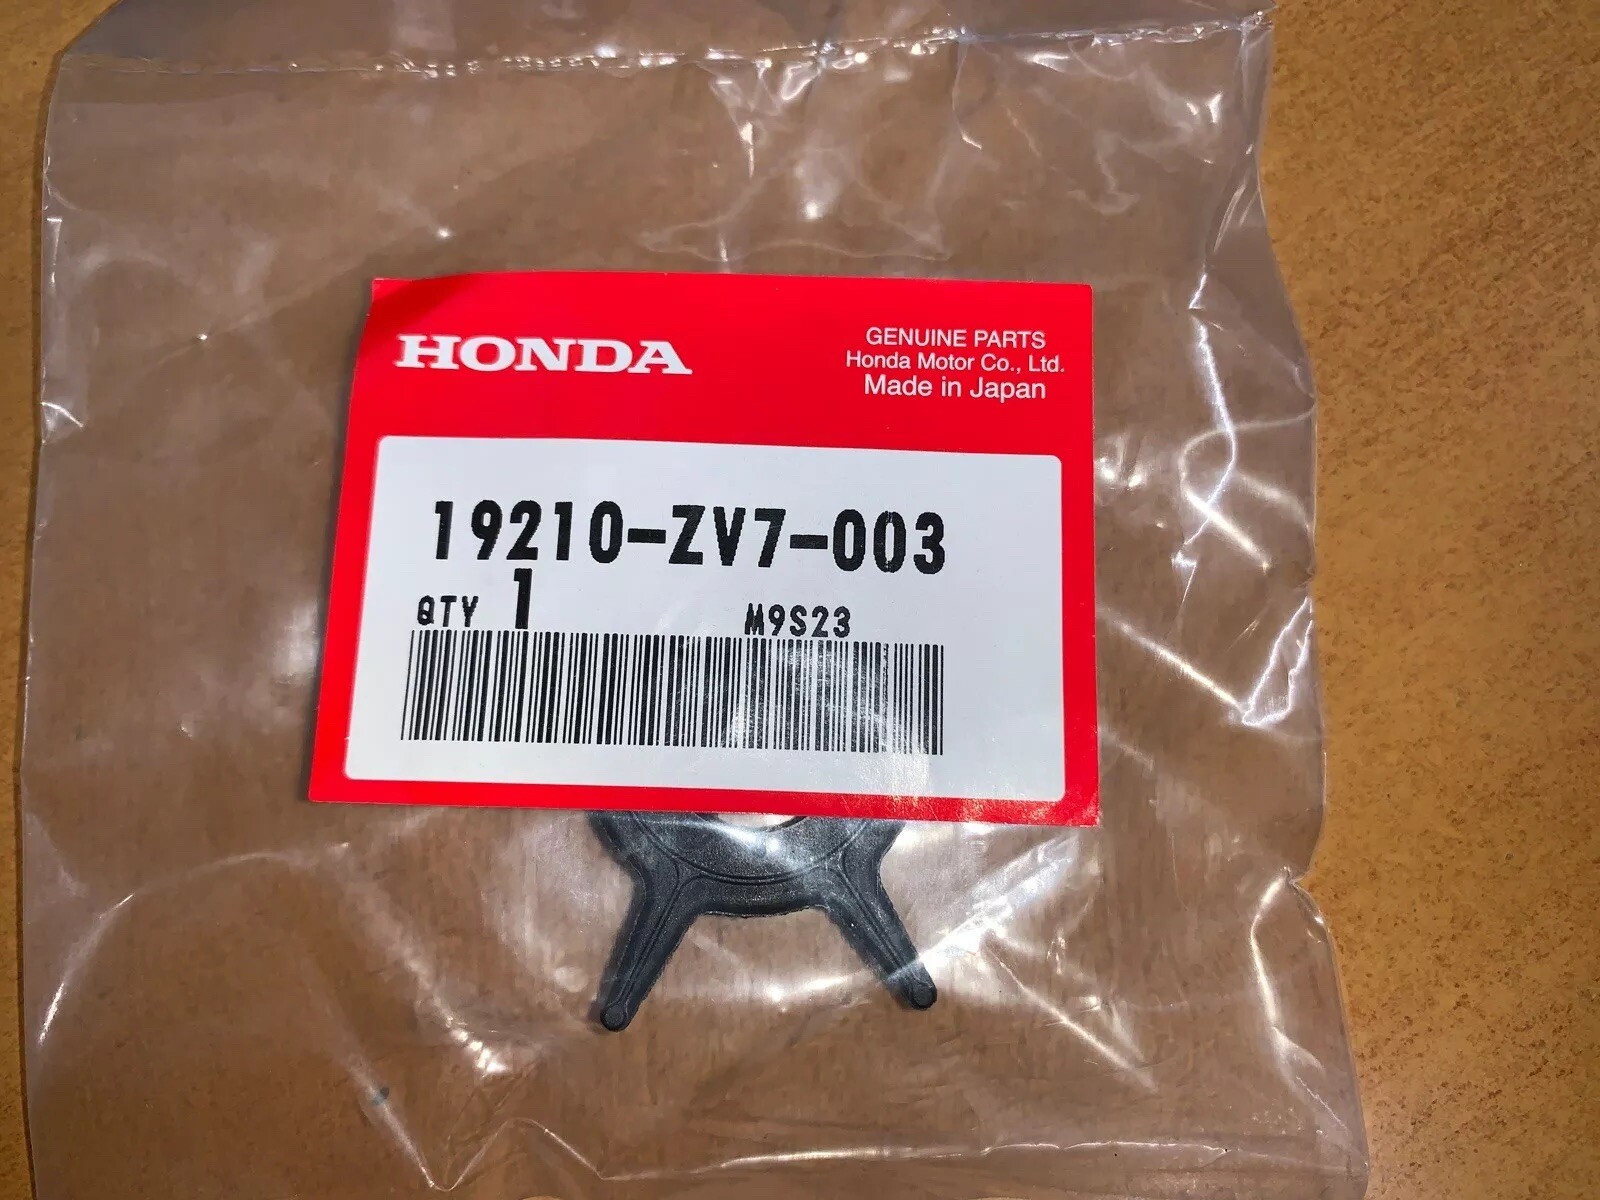 HONDA
GENUINE PARTS
Honda Motor Co., Ltd.
Made in Japan
19210-ZV7-003
QTY 1 M9S23